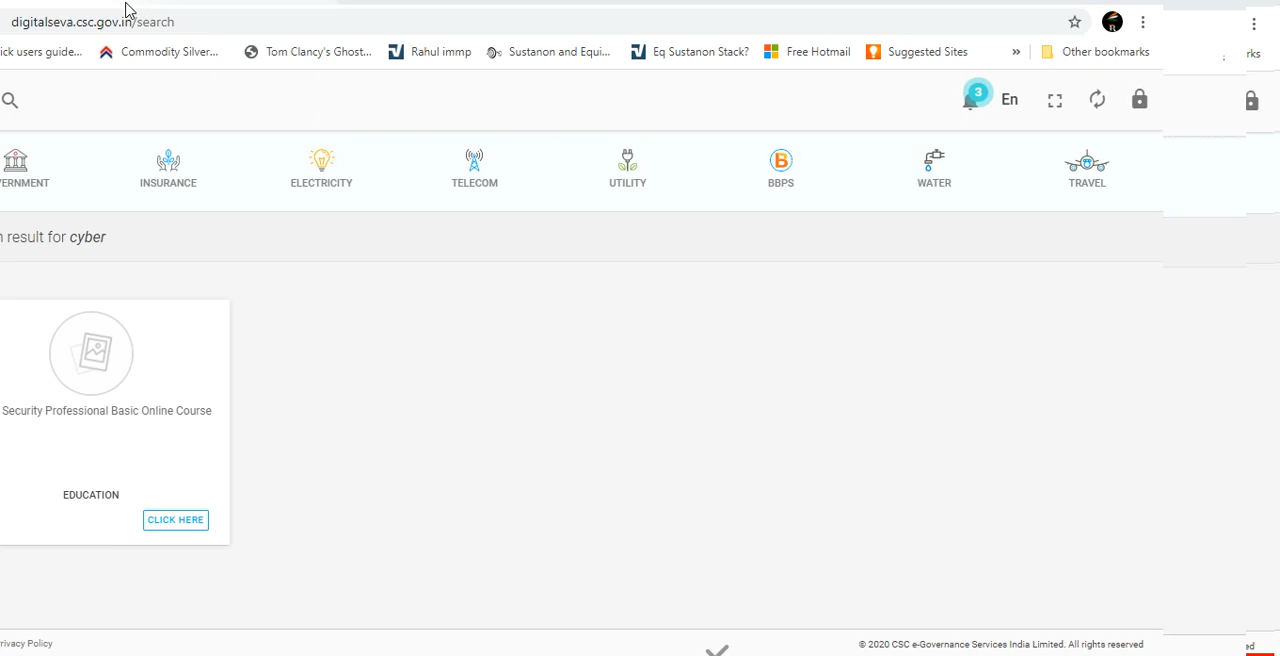 digitalseva.csc.gov.in/search
ick users guide... Commodity Silver... Tom Clancy's Ghost... Rahul immp Sustanon and Equi... Eq Sustanon Stack? Free Hotmail Suggested Sites » Other bookmarks rks
3 En
ERNMENT INSURANCE ELECTRICITY TELECOM UTILITY BBPS WATER TRAVEL
n result for cyber
Security Professional Basic Online Course
EDUCATION
CLICK HERE
rivacy Policy © 2020 CSC e-Governance Services India Limited. All rights reserved ed